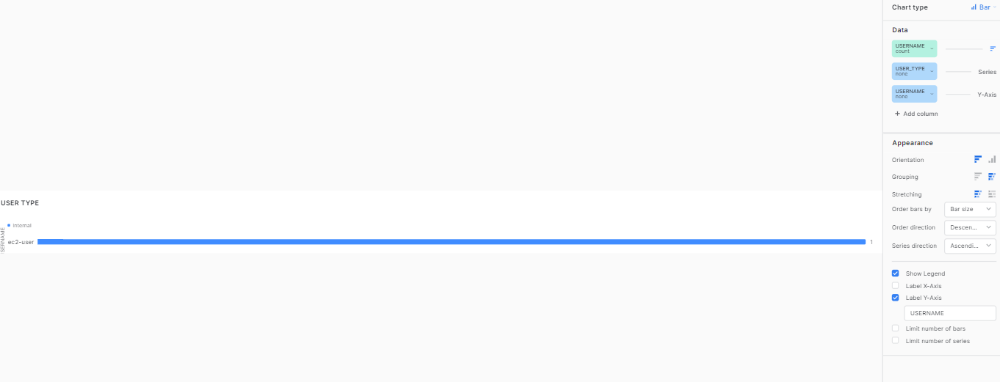 Chart type
Bar
Data
USERNAME
count
USER_TYPE
none
Series
USERNAME
none
Y-Axis
+ Add column
Appearance
Orientation
Grouping
Stretching
Order bars by
Bar size
Order direction
Descen...
Series direction
Ascendi...
Show Legend
Label X-Axis
Label Y-Axis
USERNAME
Limit number of bars
Limit number of series
USER TYPE
Internal
SERNAME
ec2-user
1